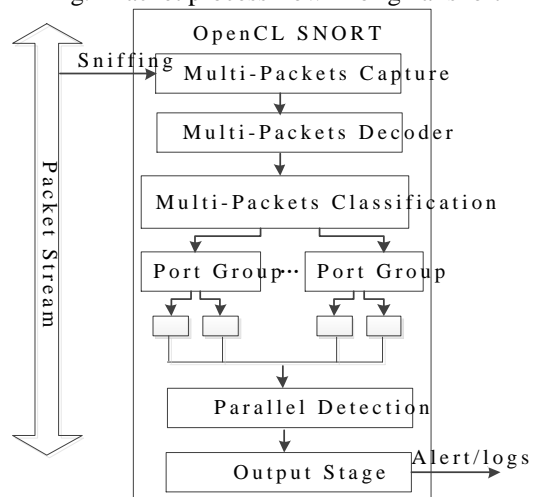 OpenCL SNORT
Sniffing
Multi-Packets Capture
Multi-Packets Decoder
Multi-Packets Classification
Packet Stream
Port Group
...
Port Group
Parallel Detection
Output Stage
Alert/logs